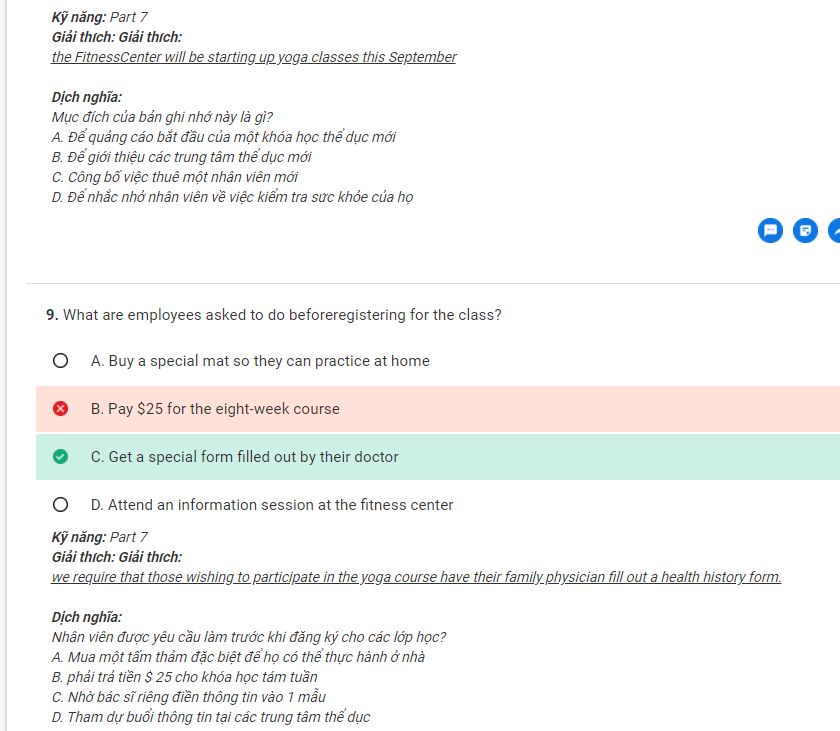 Kỹ năng: Part 7
Giải thích: Giải thích:
the FitnessCenter will be starting up yoga classes this September
Dịch nghĩa:
Mục đích của bản ghi nhớ này là gì?
A. Để quảng cáo bắt đầu của một khóa học thể dục mới
B. Để giới thiệu các trung tâm thể dục mới
C. Công bố việc thuê một nhân viên mới
D. Để nhắc nhở nhân viên về việc kiểm tra sức khỏe của họ
9. What are employees asked to do beforeregistering for the class?
A. Buy a special mat so they can practice at home
B. Pay $25 for the eight-week course
C. Get a special form filled out by their doctor
D. Attend an information session at the fitness center
Kỹ năng: Part 7
Giải thích: Giải thích:
we require that those wishing to participate in the yoga course have their family physician fill out a health history form.
Dịch nghĩa:
Nhân viên được yêu cầu làm trước khi đăng ký cho các lớp học?
A. Mua một tấm thảm đặc biệt để họ có thể thực hành ở nhà
B. phải trả tiền $ 25 cho khóa học tám tuần
C. Nhờ bác sĩ riêng điền thông tin vào 1 mẫu
D. Tham dự buổi thông tin tại các trung tâm thể dục